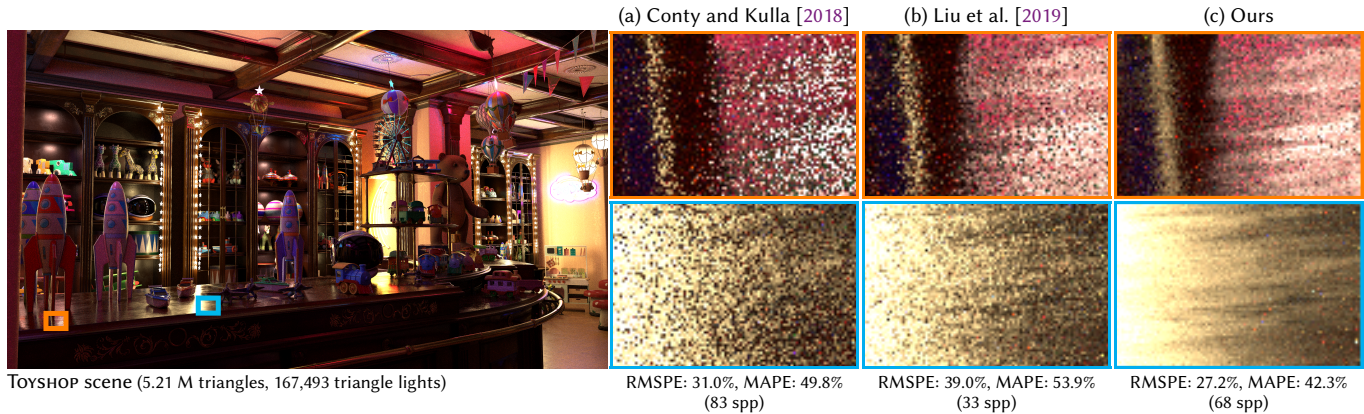 (a) Conty and Kulla [2018]
(b) Liu et al. [2019]
(c) Ours
Toyshop scene (5.21 M triangles, 167,493 triangle lights)
RMSPE: 31.0%, MAPE: 49.8%
(83 spp)
RMSPE: 39.0%, MAPE: 53.9%
(33 spp)
RMSPE: 27.2%, MAPE: 42.3%
(68 spp)